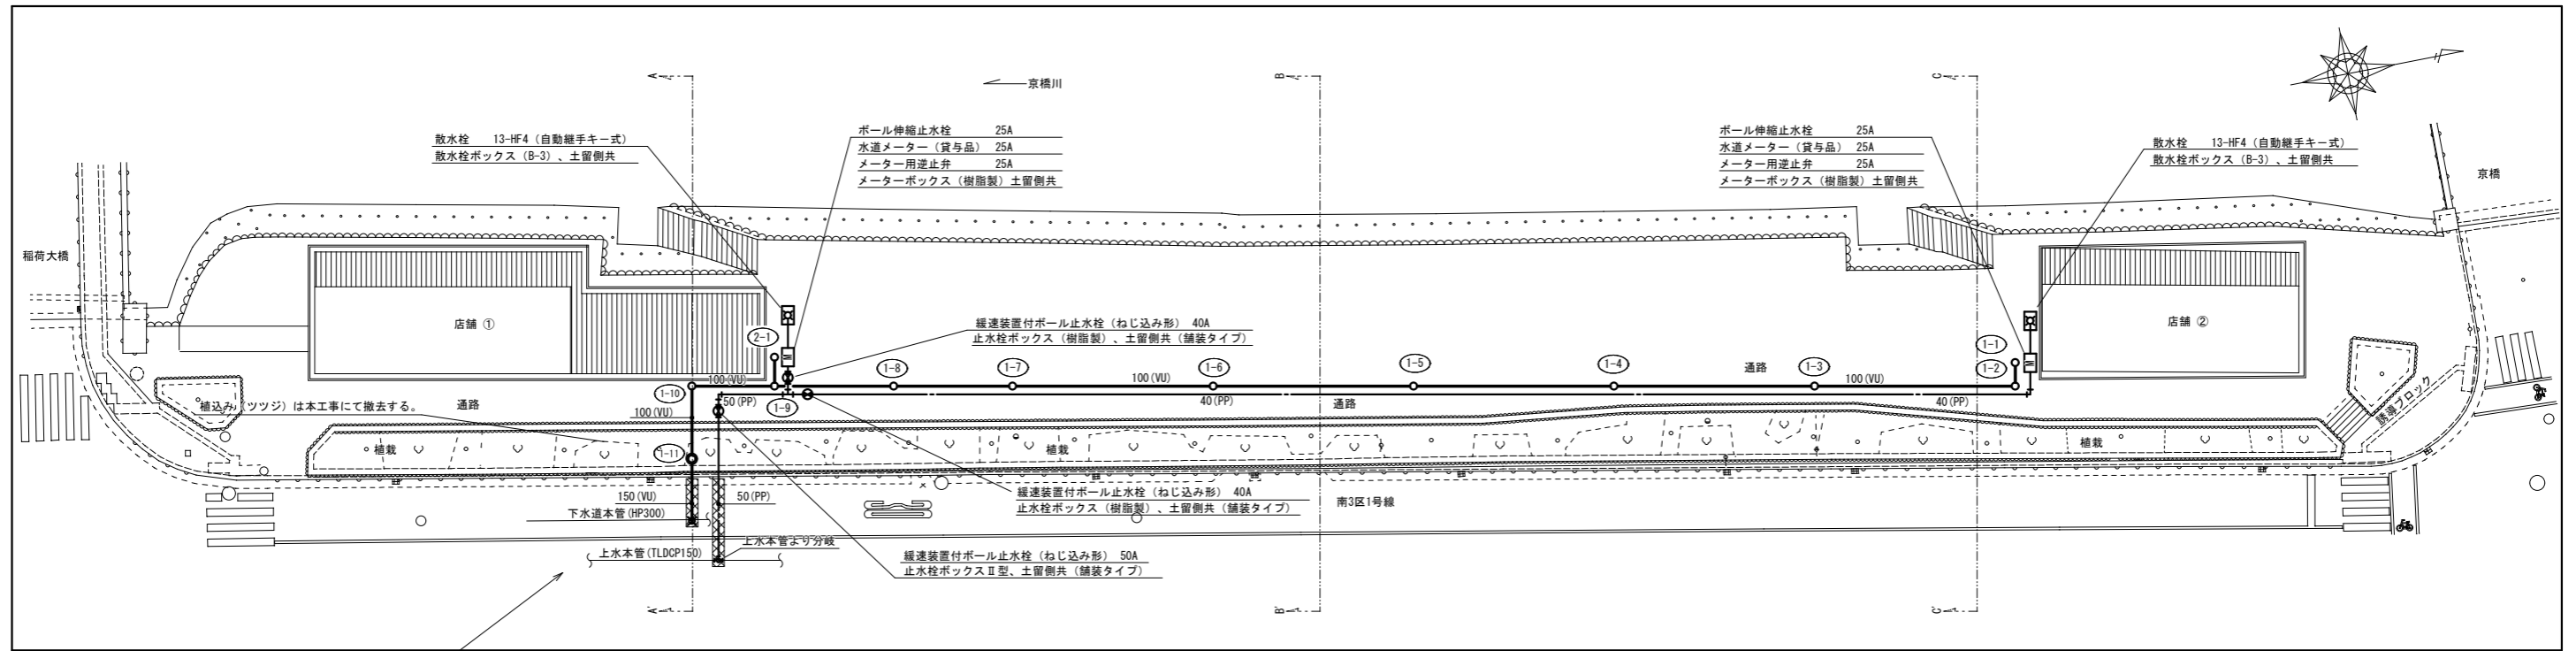 京橋川
散水栓 13-HF4（自動継手キー式）
散水栓ボックス（B-3）、土留側共
ボール伸縮止水栓 25A
水道メーター（貸与品） 25A
メーター用逆止弁 25A
メーターボックス（樹脂製）土留側共
ボール伸縮止水栓 25A
水道メーター（貸与品） 25A
メーター用逆止弁 25A
メーターボックス（樹脂製）土留側共
散水栓 13-HF4（自動継手キー式）
散水栓ボックス（B-3）、土留側共
A
B
C
京橋
稲荷大橋
店舗 ①
店舗 ②
緩速装置付ボール止水栓（ねじ込み形） 40A
止水栓ボックス（樹脂製）、土留側共（舗装タイプ）
2-1
M
M
1-1
1-2
1-3
1-4
1-5
1-6
1-7
1-8
1-9
1-10
1-11
100(VU)
100(VU)
100(VU)
通路
50(PP)
40(PP)
通路
40(PP)
植込み（ツツジ）は本工事にて撤去する。
通路
100(VU)
植栽
植栽
植栽
誘導ブロック
150(VU)
50(PP)
下水道本管(HP300)
上水本管(TLDCP150)
上水本管より分岐
緩速装置付ボール止水栓（ねじ込み形） 40A
止水栓ボックス（樹脂製）、土留側共（舗装タイプ）
南3区1号線
緩速装置付ボール止水栓（ねじ込み形） 50A
止水栓ボックスⅡ型、土留側共（舗装タイプ）
A'
B'
C'